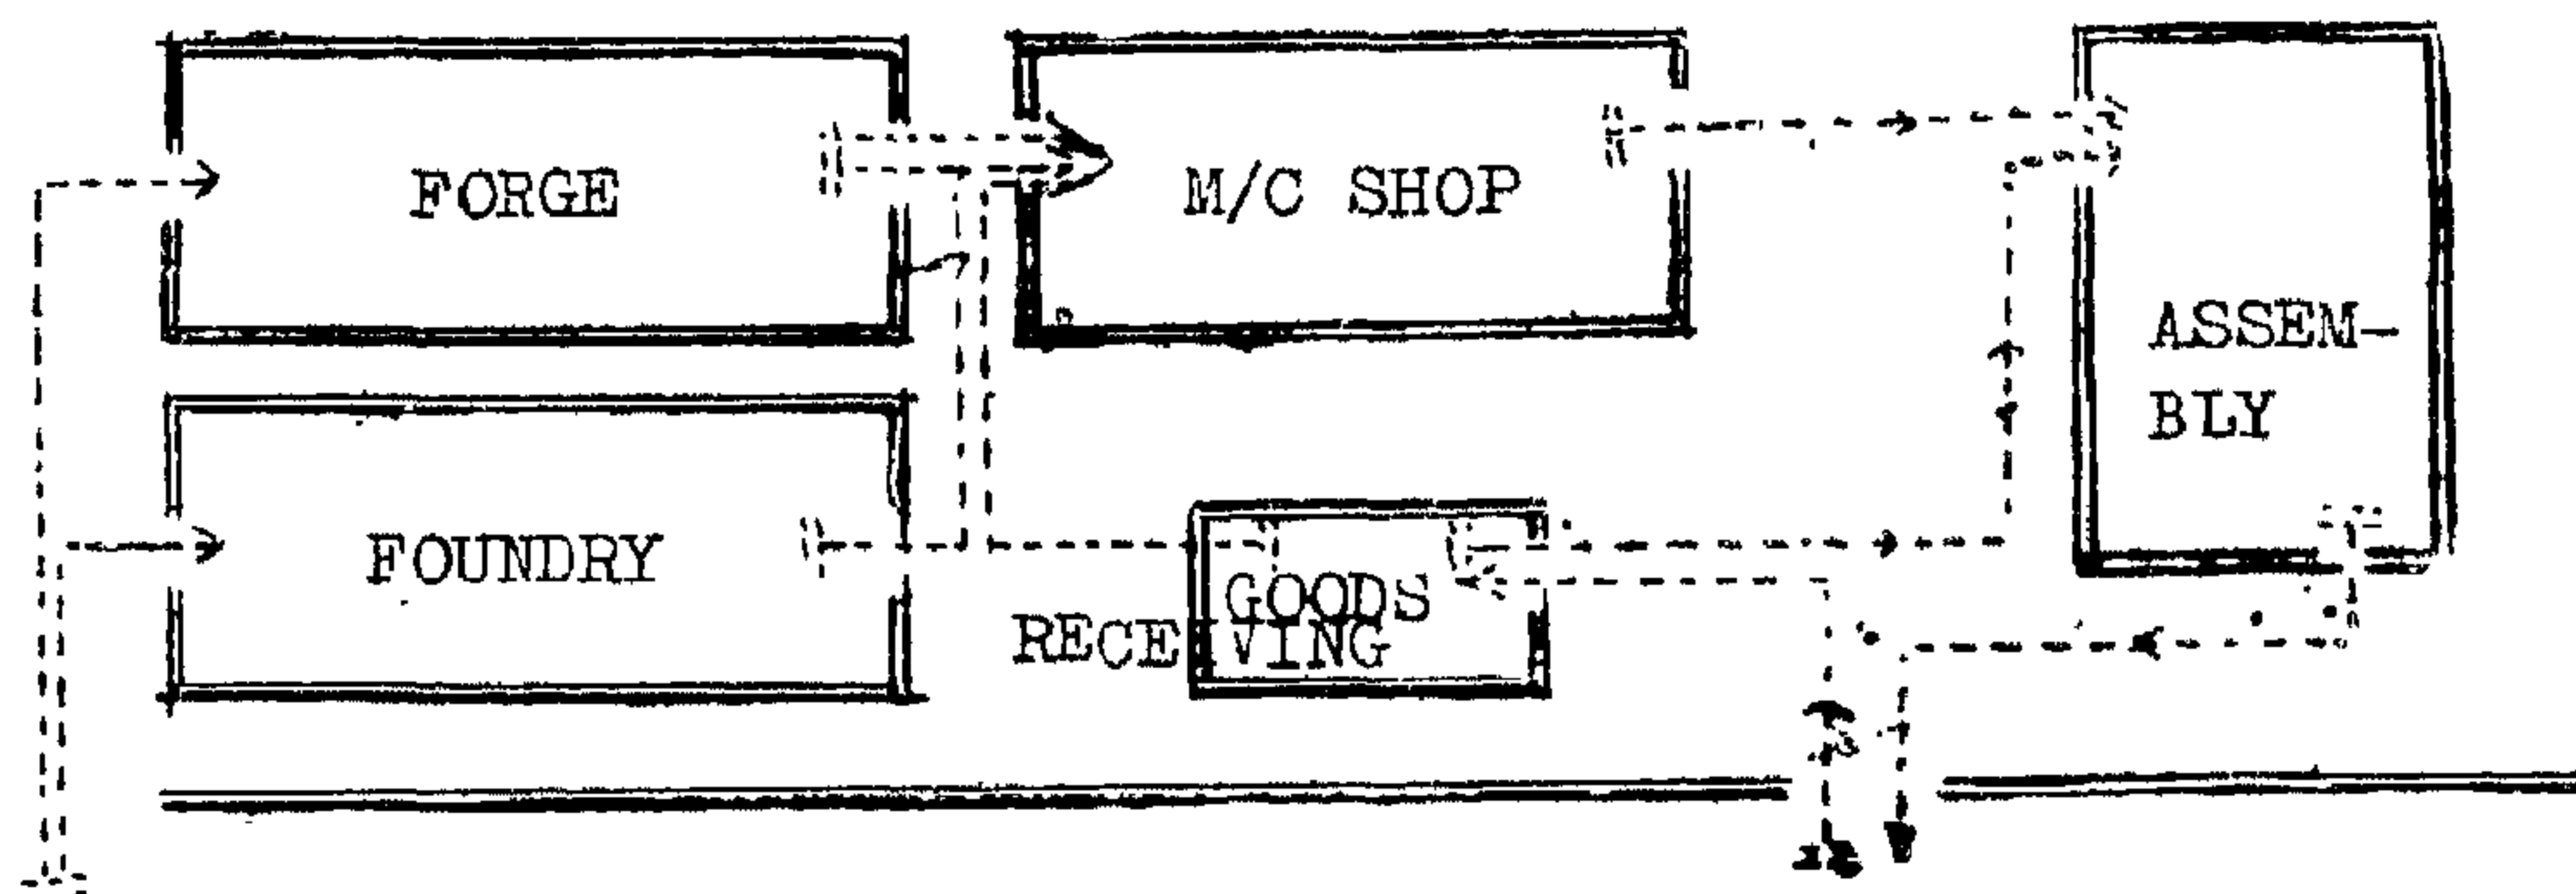 FORGE
M/C SHOP
ASSEM-
BLY
FOUNDRY
GOODS
RECEIVING